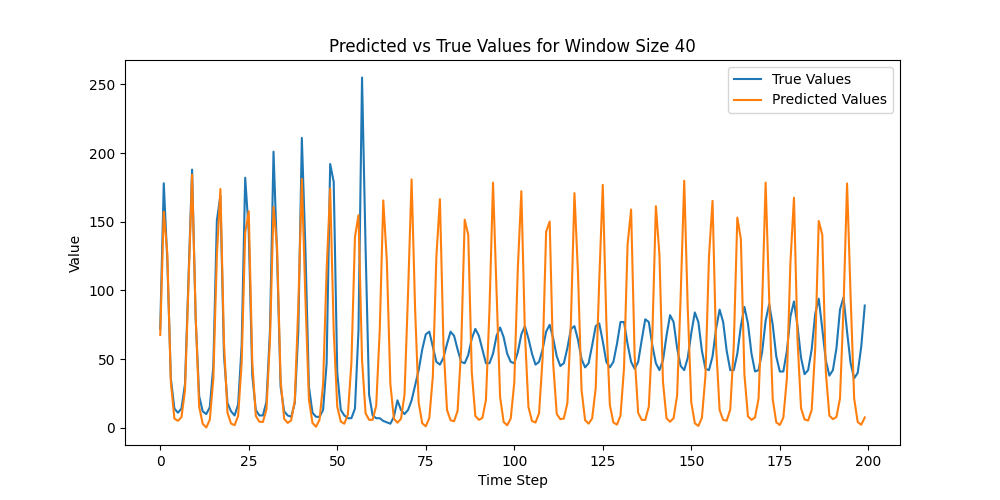 Predicted vs True Values for Window Size 40
True Values
Predicted Values
250
200
150
100
50
0
Value
0 25 50 75 100 125 150 175 200
Time Step